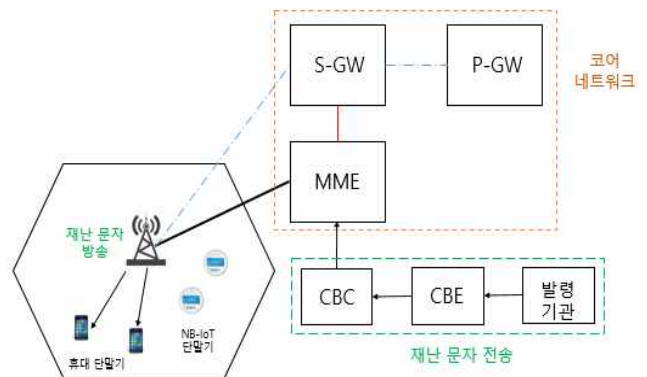 S-GW
P-GW
코어
네트워크
MME
재난 문자
방송
NB-IoT
단말기
휴대 단말기
CBC
CBE
발령
기관
재난 문자 전송